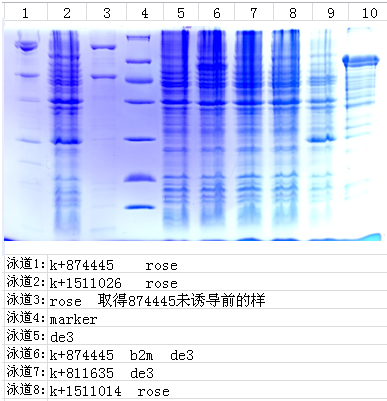 1 2 3 4 5 6 7 8 9 10
泳道1: k+874445 rose
泳道2: k+1511026 rose
泳道3: rose 取得874445未诱导前的样
泳道4: marker
泳道5: de3
泳道6: k+874445 b2m de3
泳道7: k+811635 de3
泳道8: k+1511014 rose